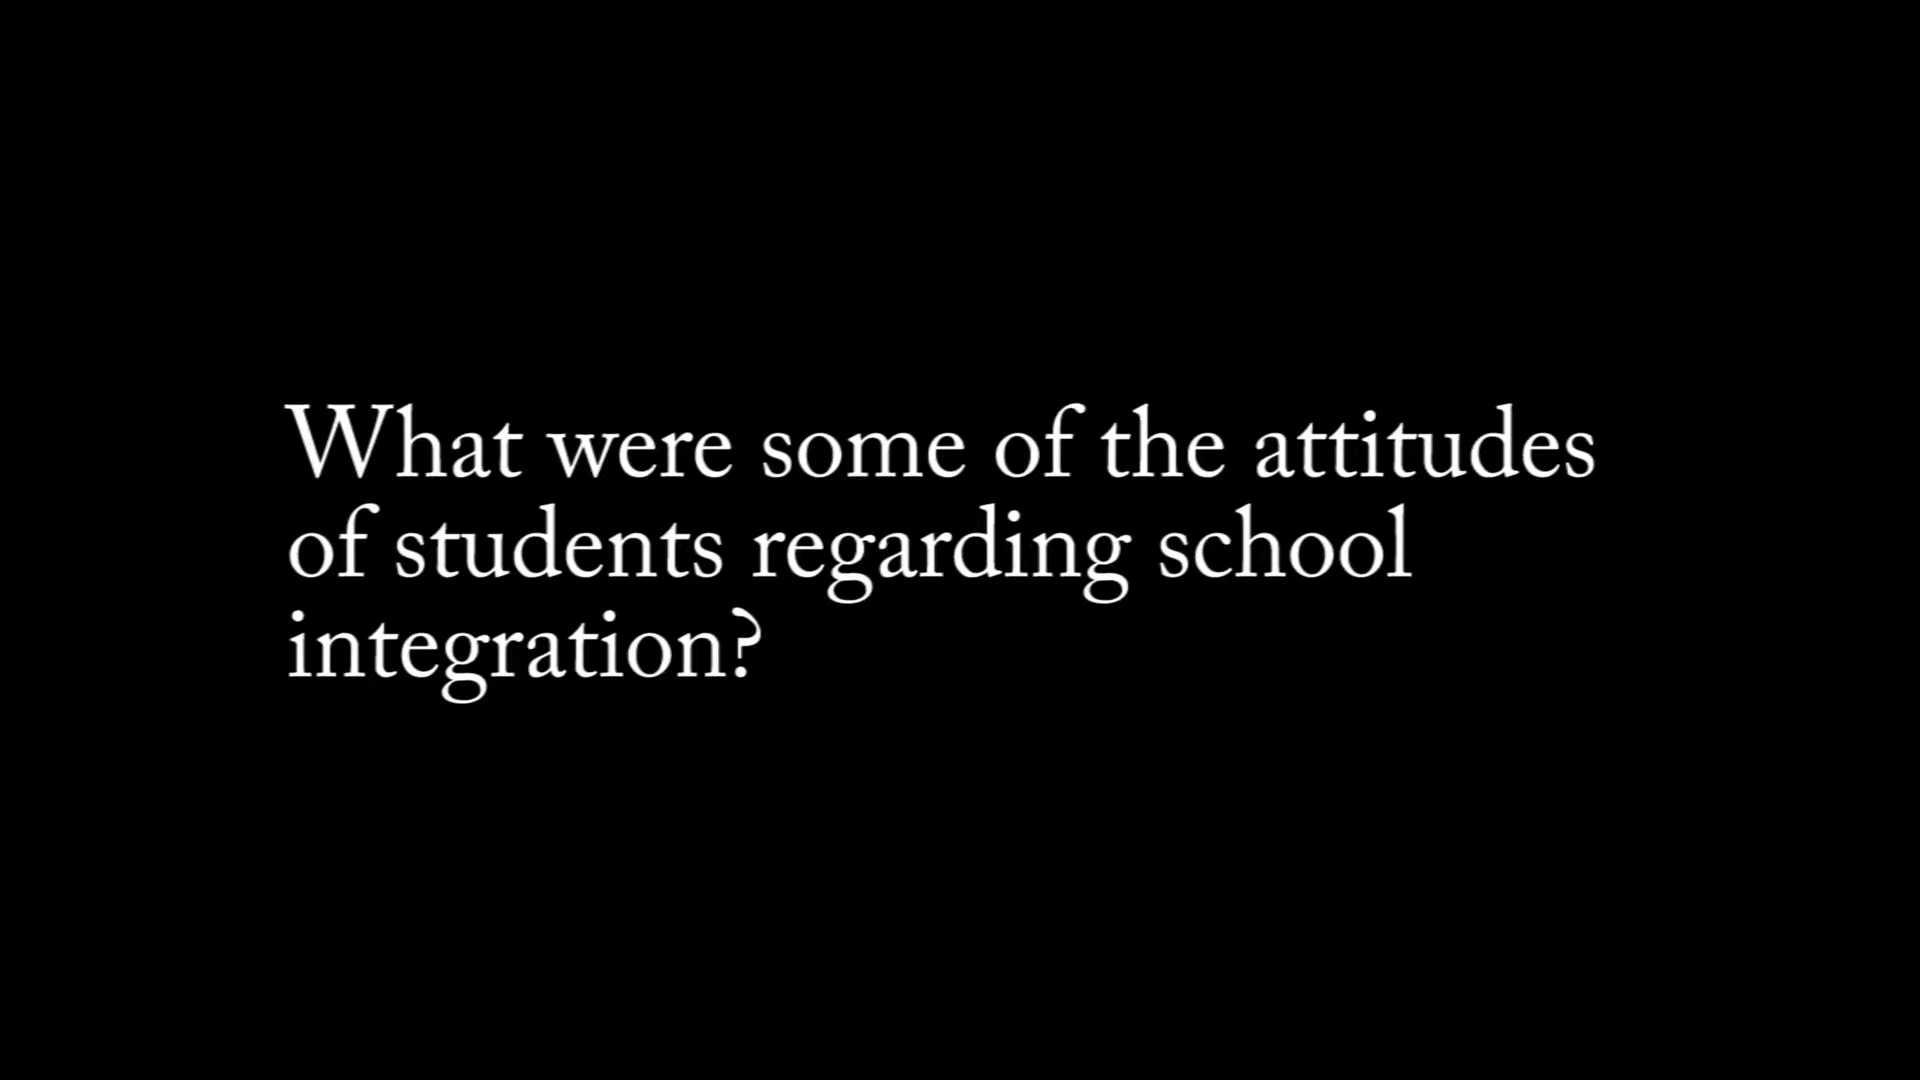 What were some of the attitudes
of students regarding school
integration?